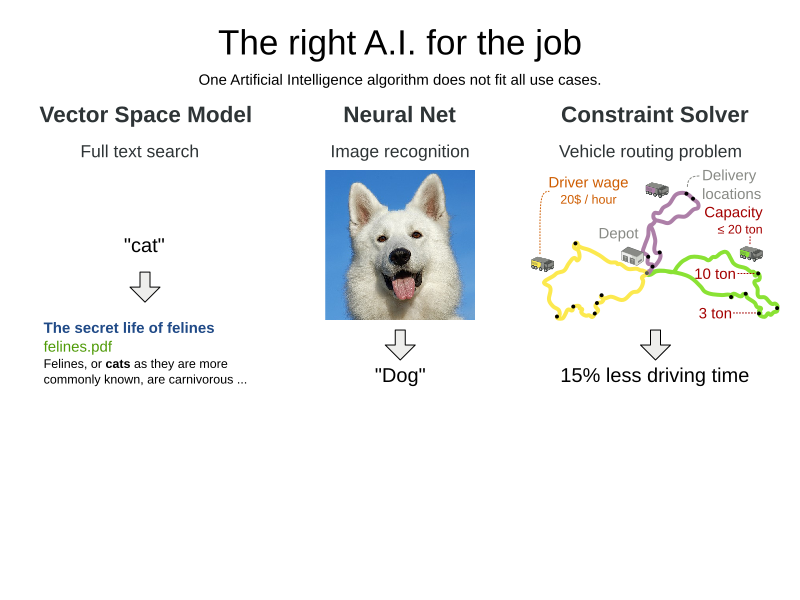 The right A.I. for the job
One Artificial Intelligence algorithm does not fit all use cases.
Vector Space Model
Full text search
"cat"
The secret life of felines
felines.pdf
Felines, or cats as they are more
commonly known, are carnivorous ...
Neural Net
Image recognition
"Dog"
Constraint Solver
Vehicle routing problem
Driver wage
20$ / hour
Delivery
locations
Capacity
≤ 20 ton
Depot
10 ton
3 ton
15% less driving time